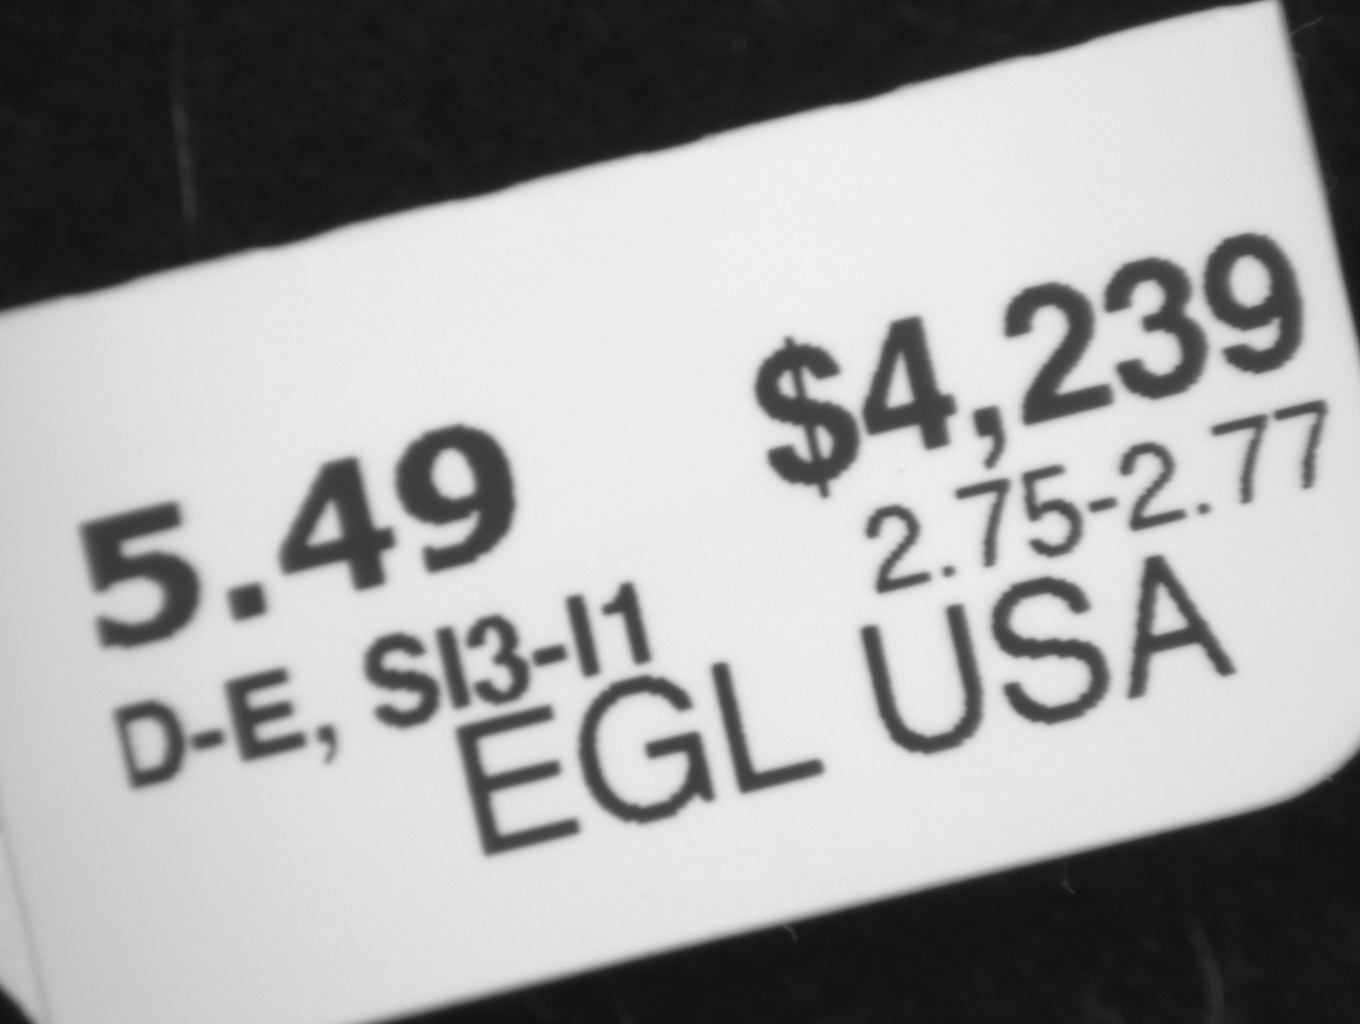 5.49 $4,239
D-E, SI3-I1 2.75-2.77
EGL USA